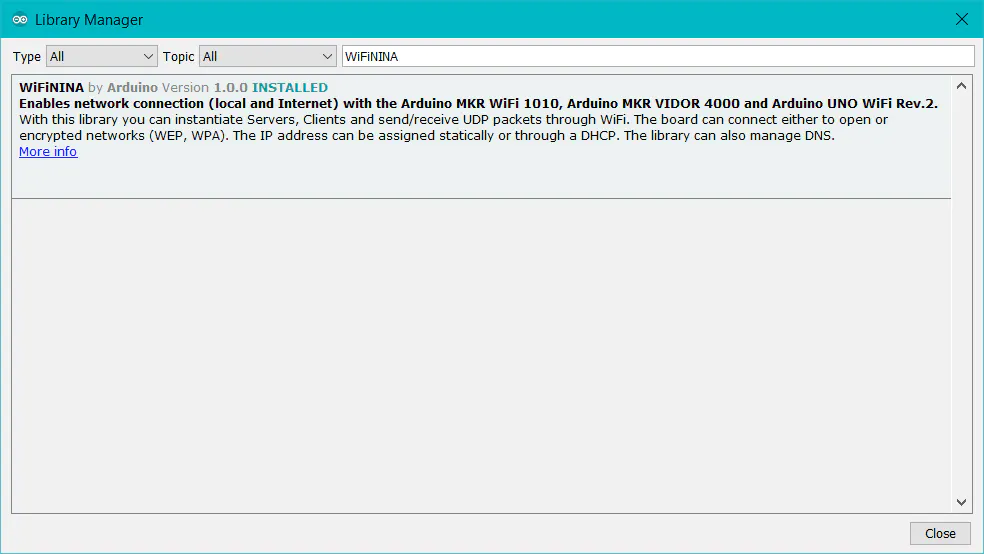 Library Manager
Type All Topic All WiFiNINA
WiFiNINA by Arduino Version 1.0.0 INSTALLED
Enables network connection (local and Internet) with the Arduino MKR WiFi 1010, Arduino MKR VIDOR 4000 and Arduino UNO WiFi Rev.2.
With this library you can instantiate Servers, Clients and send/receive UDP packets through WiFi. The board can connect either to open or
encrypted networks (WEP, WPA). The IP address can be assigned statically or through a DHCP. The library can also manage DNS.
More info
Close